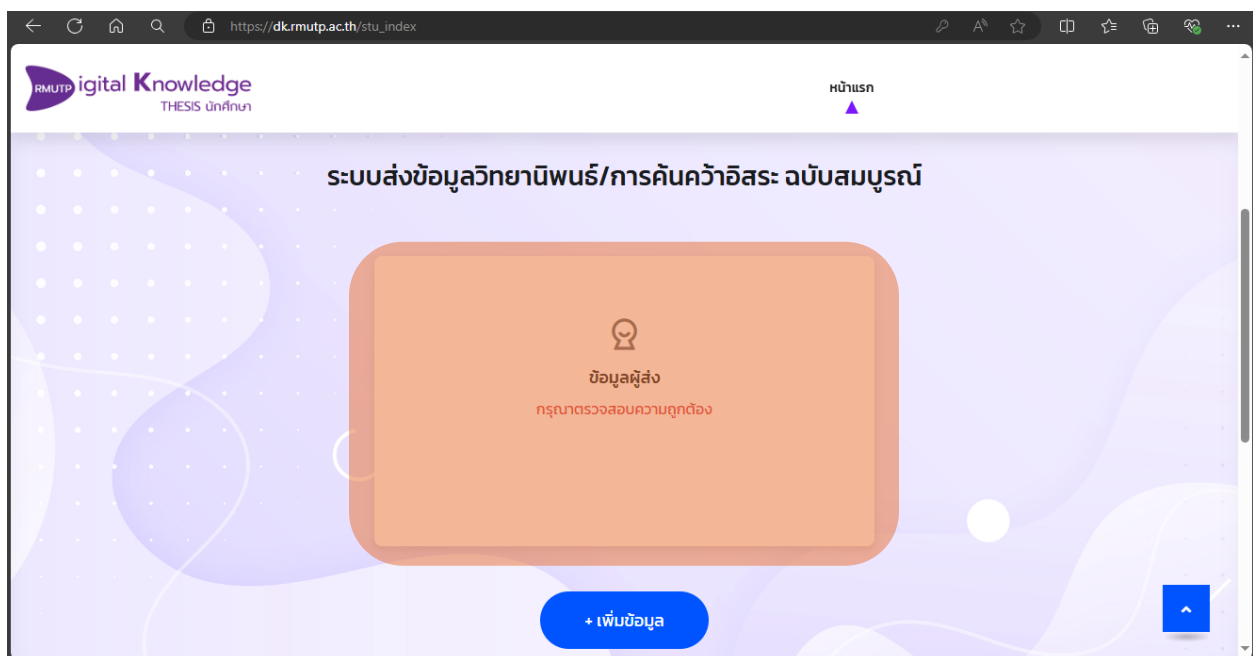 https://dk.rmutp.ac.th/stu_index
RMUTP igital Knowledge
THESIS นักศึกษา
หน้าแรก
ระบบส่งข้อมูลวิทยานิพนธ์/การค้นคว้าอิสระ ฉบับสมบูรณ์
ข้อมูลผู้ส่ง
กรุณาตรวจสอบความถูกต้อง
+ เพิ่มข้อมูล